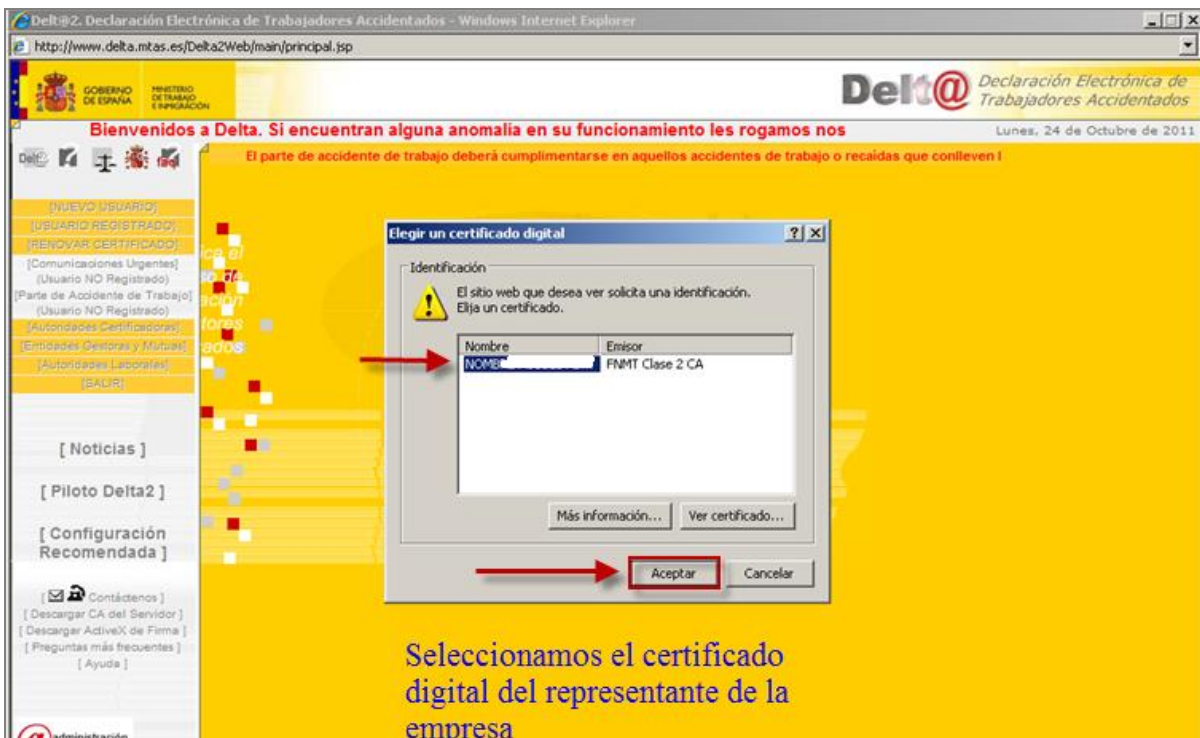 Delt@2. Declaración Electrónica de Trabajadores Accidentados - Windows Internet Explorer
http://www.delta.mtas.es/Delta2Web/main/principal.jsp
GOBIERNO DE ESPAÑA
MINISTERIO DE TRABAJO E INMIGRACIÓN
Delt@
Declaración Electrónica de
Trabajadores Accidentados
Bienvenidos a Delta. Si encuentran alguna anomalia en su funcionamiento les rogamos nos
Lunes, 24 de Octubre de 2011
El parte de accidente de trabajo deberá cumplimentarse en aquellos accidentes de trabajo o recaídas que conlleven l
[NUEVO USUARIO]
[USUARIO REGISTRADO]
[RENOVAR CERTIFICADO]
[Comunicaciones Urgentes]
(Usuario NO Registrado)
[Parte de Accidente de Trabajo]
(Usuario NO Registrado)
[Autoridades Certificadoras]
[Entidades Gestoras y Mutuas]
[Autoridades Laborales]
[SALIR]
[ Noticias ]
[ Piloto Delta2 ]
[ Configuración
Recomendada ]
[ Contáctenos ]
[ Descargar CA del Servidor ]
[ Descargar ActiveX de Firma ]
[ Preguntas más frecuentes ]
[ Ayuda ]
administración
Elegir un certificado digital
Identificación
El sitio web que desea ver solicita una identificación.
Elija un certificado.
Nombre Emisor
FNMT Clase 2 CA
Más información... Ver certificado...
Aceptar Cancelar
Seleccionamos el certificado
digital del representante de la
empresa